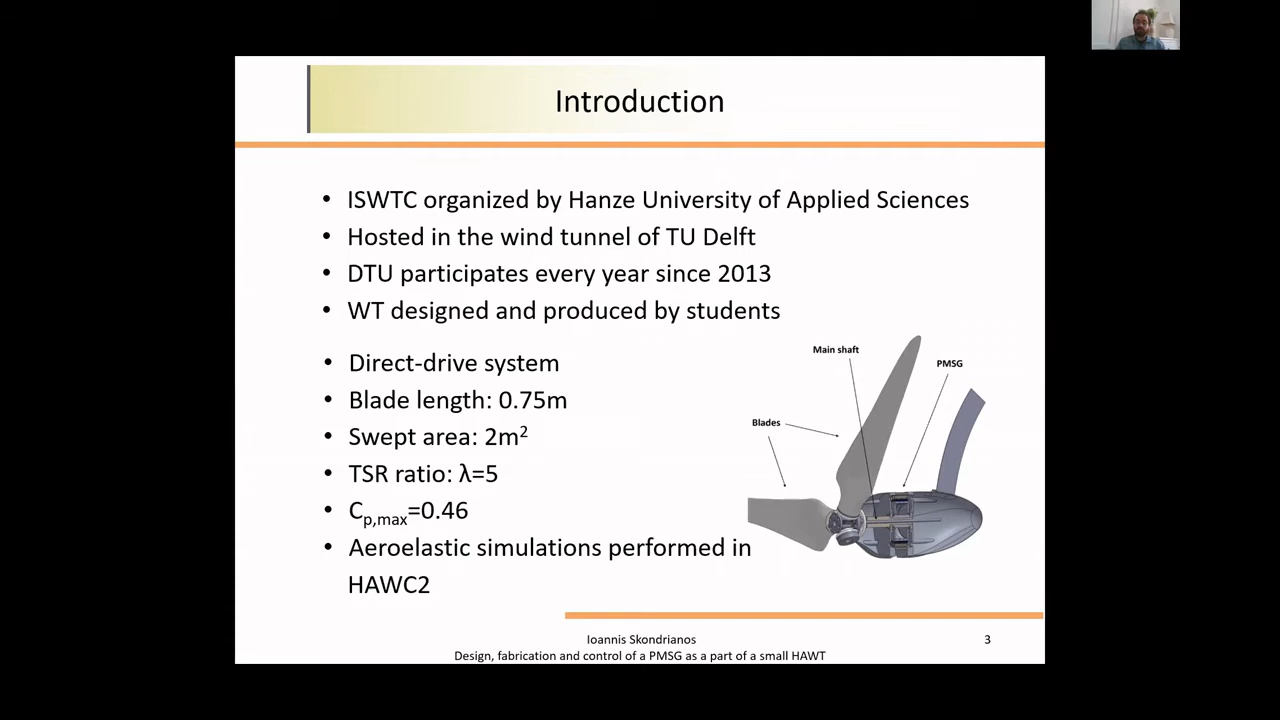 Introduction
• ISWTC organized by Hanze University of Applied Sciences
• Hosted in the wind tunnel of TU Delft
• DTU participates every year since 2013
• WT designed and produced by students
• Direct-drive system
• Blade length: 0.75m
• Swept area: 2m²
• TSR ratio: λ=5
• Cp,max=0.46
• Aeroelastic simulations performed in
HAWC2
Main shaft
PMSG
Blades
Ioannis Skondrianos
3
Design, fabrication and control of a PMSG as a part of a small HAWT